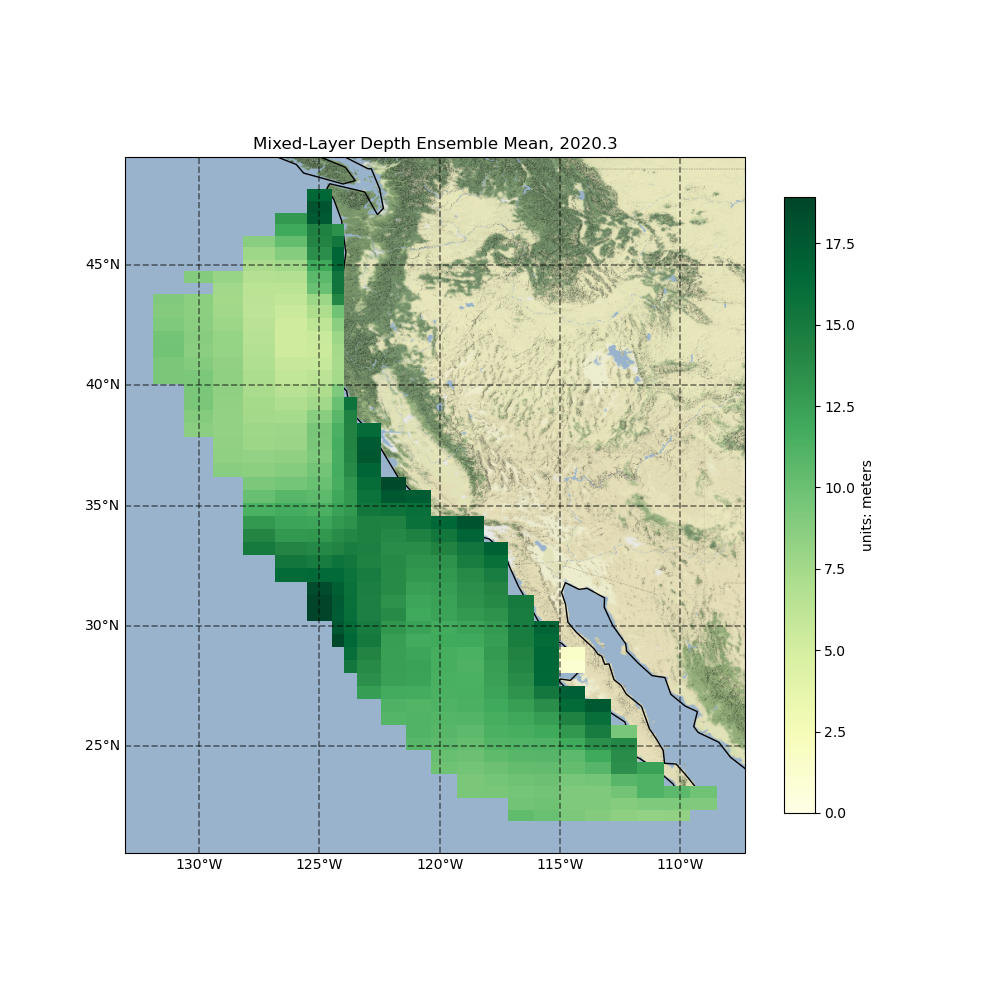 Mixed-Layer Depth Ensemble Mean, 2020.3
45°N
40°N
35°N
30°N
25°N
130°W 125°W 120°W 115°W 110°W
17.5
15.0
12.5
10.0
7.5
5.0
2.5
0.0
units: meters